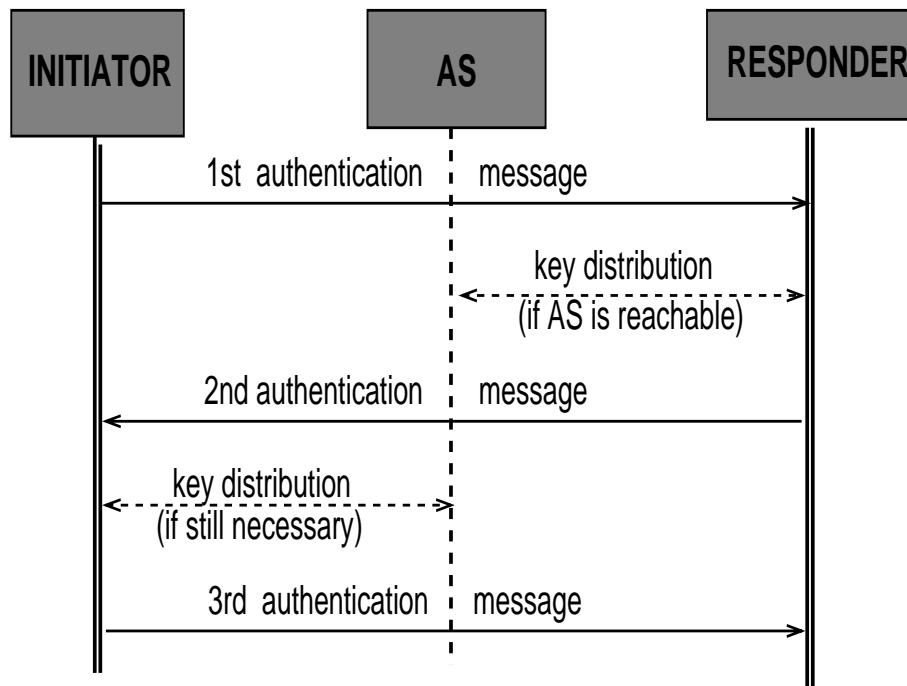 INITIATOR
AS
RESPONDER
1st authentication message
key distribution
(if AS is reachable)
2nd authentication message
key distribution
(if still necessary)
3rd authentication message